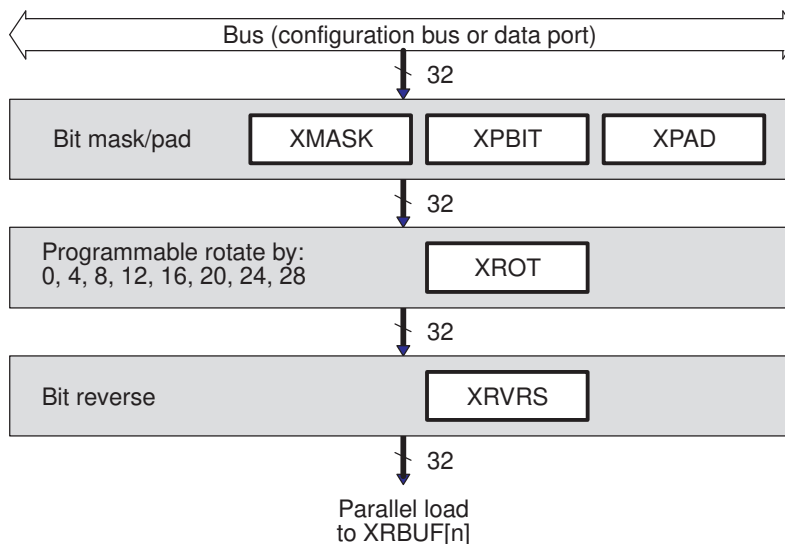 Bus (configuration bus or data port)
32
Bit mask/pad
XMASK
XPBIT
XPAD
32
Programmable rotate by:
0, 4, 8, 12, 16, 20, 24, 28
XROT
32
Bit reverse
XRVRS
32
Parallel load
to XRBUF[n]